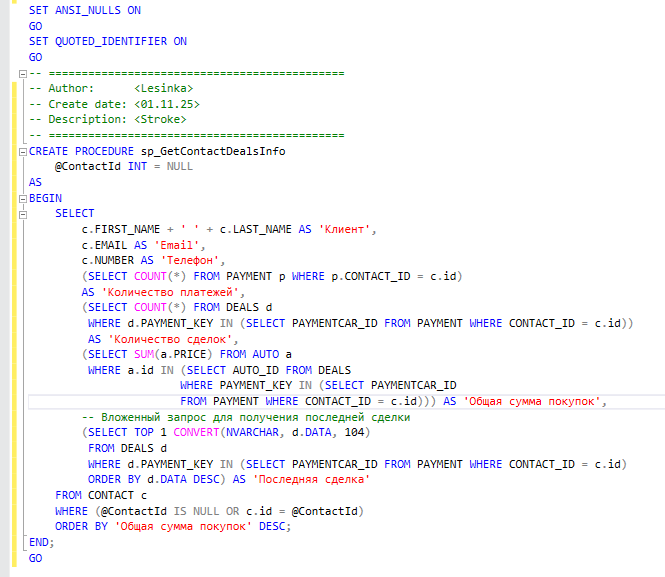 SET ANSI_NULLS ON
GO
SET QUOTED_IDENTIFIER ON
GO
-- =============================================
-- Author:      <Lesinka>
-- Create date: <01.11.25>
-- Description: <Stroke>
-- =============================================
CREATE PROCEDURE sp_GetContactDealsInfo
    @ContactId INT = NULL
AS
BEGIN
    SELECT
        c.FIRST_NAME + ' ' + c.LAST_NAME AS 'Клиент',
        c.EMAIL AS 'Email',
        c.NUMBER AS 'Телефон',
        (SELECT COUNT(*) FROM PAYMENT p WHERE p.CONTACT_ID = c.id)
        AS 'Количество платежей',
        (SELECT COUNT(*) FROM DEALS d
         WHERE d.PAYMENT_KEY IN (SELECT PAYMENTCAR_ID FROM PAYMENT WHERE CONTACT_ID = c.id))
         AS 'Количество сделок',
        (SELECT SUM(a.PRICE) FROM AUTO a
         WHERE a.id IN (SELECT AUTO_ID FROM DEALS
                       WHERE PAYMENT_KEY IN (SELECT PAYMENTCAR_ID
                       FROM PAYMENT WHERE CONTACT_ID = c.id))) AS 'Общая сумма покупок',
        -- Вложенный запрос для получения последней сделки
        (SELECT TOP 1 CONVERT(NVARCHAR, d.DATA, 104)
         FROM DEALS d
         WHERE d.PAYMENT_KEY IN (SELECT PAYMENTCAR_ID FROM PAYMENT WHERE CONTACT_ID = c.id)
         ORDER BY d.DATA DESC) AS 'Последняя сделка'
    FROM CONTACT c
    WHERE (@ContactId IS NULL OR c.id = @ContactId)
    ORDER BY 'Общая сумма покупок' DESC;
END;
GO